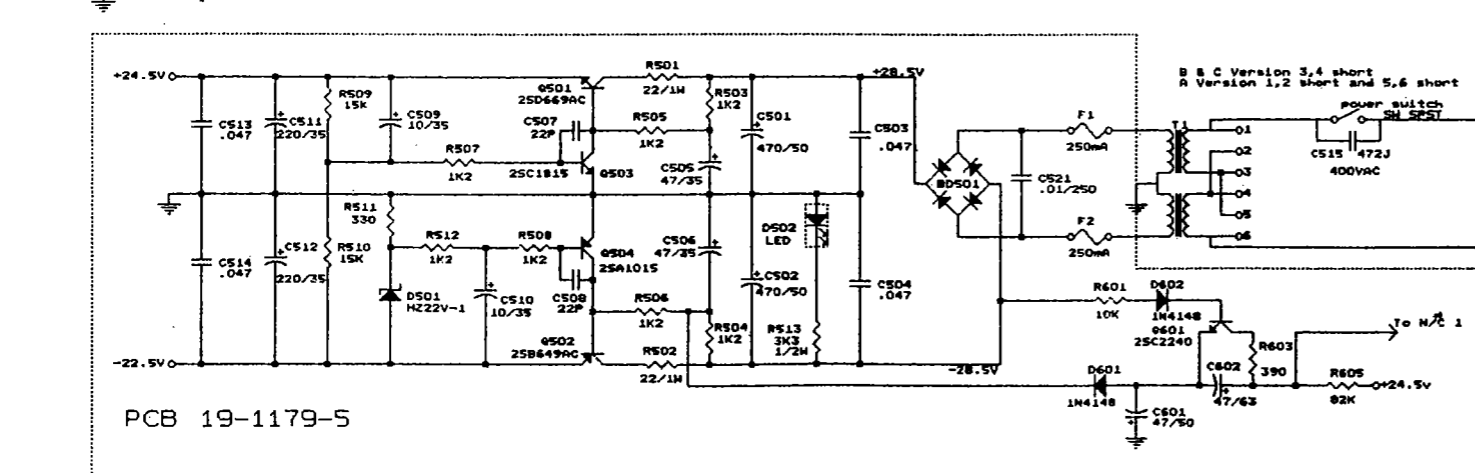 B & C Version 3,4 short
A Version 1,2 short and 5,6 short
power switch
SW SPST
C515 472J
400VAC
+24.5V
R501
22/1W
+28.5V
Q501
2SD669AC
R509
15K
C509
10/35
C507
22P
R505
1K2
R503
1K2
C501
470/50
C503
.047
C513
.047
C511
220/35
R507
1K2
2SC1815
Q503
C505
47/35
BD501
C521
.01/250
F1
250mA
T1
1
2
3
4
5
6
F2
250mA
R511
330
R512
1K2
R508
1K2
Q504
2SA1015
C506
47/35
D502
LED
C514
.047
C512
220/35
R510
15K
D501
HZ22V-1
C510
10/35
C508
22P
R506
1K2
R504
1K2
C502
470/50
R513
3K3
1/2W
C504
.047
Q502
2SB649AC
R502
22/1W
-22.5V
-28.5V
R601
10K
D602
1N4148
Q601
2SC2240
R603
390
C602
47/63
R605
82K
+24.5V
D601
1N4148
C601
47/50
PCB 19-1179-5